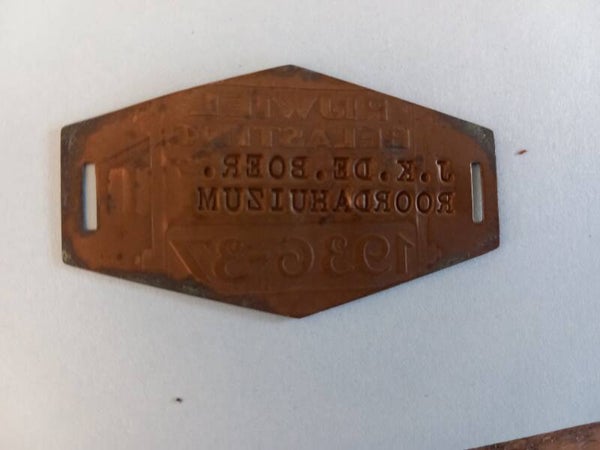 RIJWIEL
BELASTING
J.K.DE.BOER.
ROORDAHUIZUM
1936-37